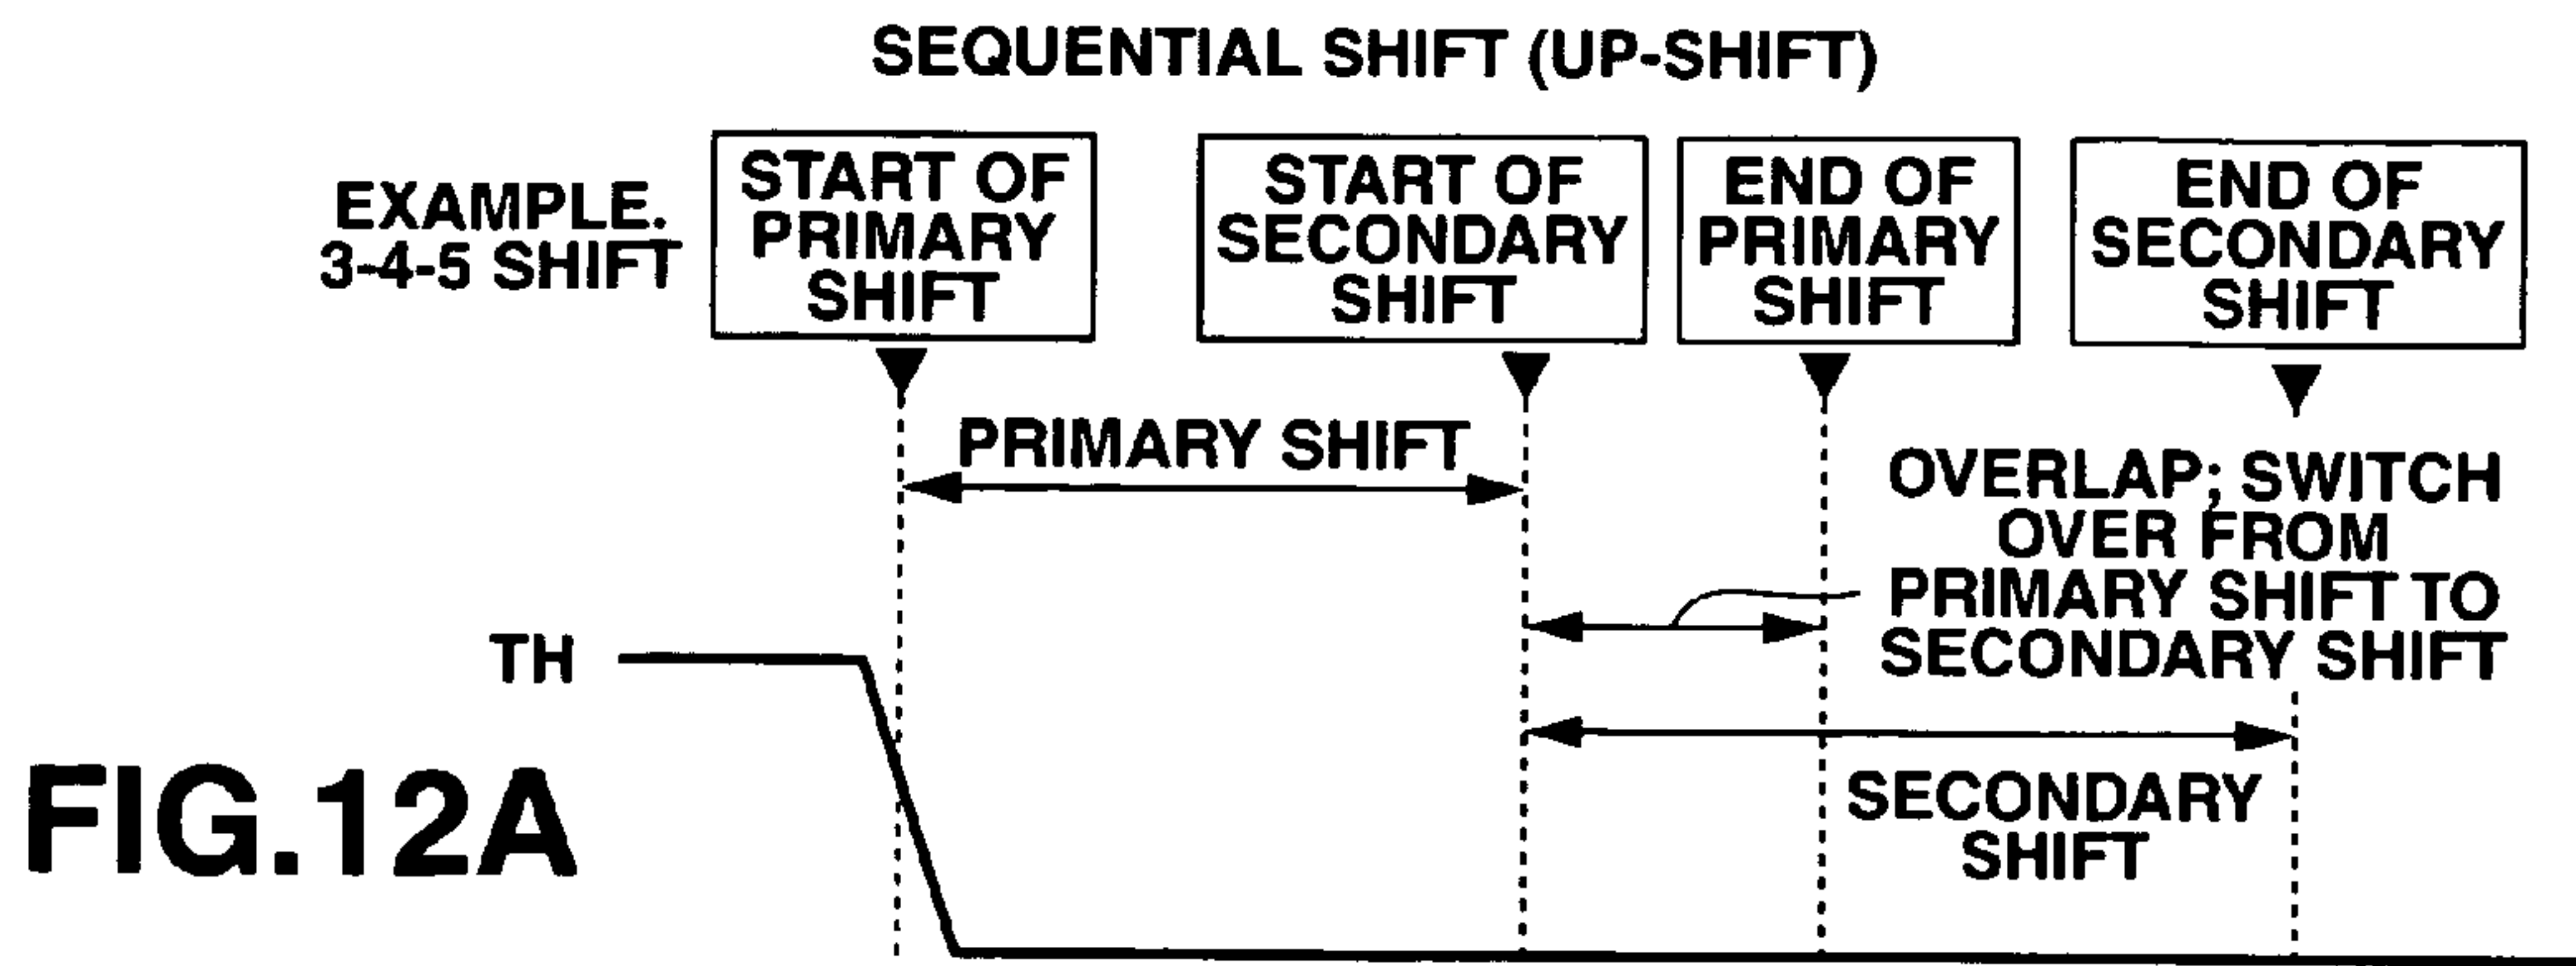 SEQUENTIAL SHIFT (UP-SHIFT)
EXAMPLE.
3-4-5 SHIFT
START OF
PRIMARY
SHIFT
START OF
SECONDARY
SHIFT
END OF
PRIMARY
SHIFT
END OF
SECONDARY
SHIFT
PRIMARY SHIFT
OVERLAP; SWITCH
OVER FROM
PRIMARY SHIFT TO
SECONDARY SHIFT
TH
SECONDARY
SHIFT
FIG.12A